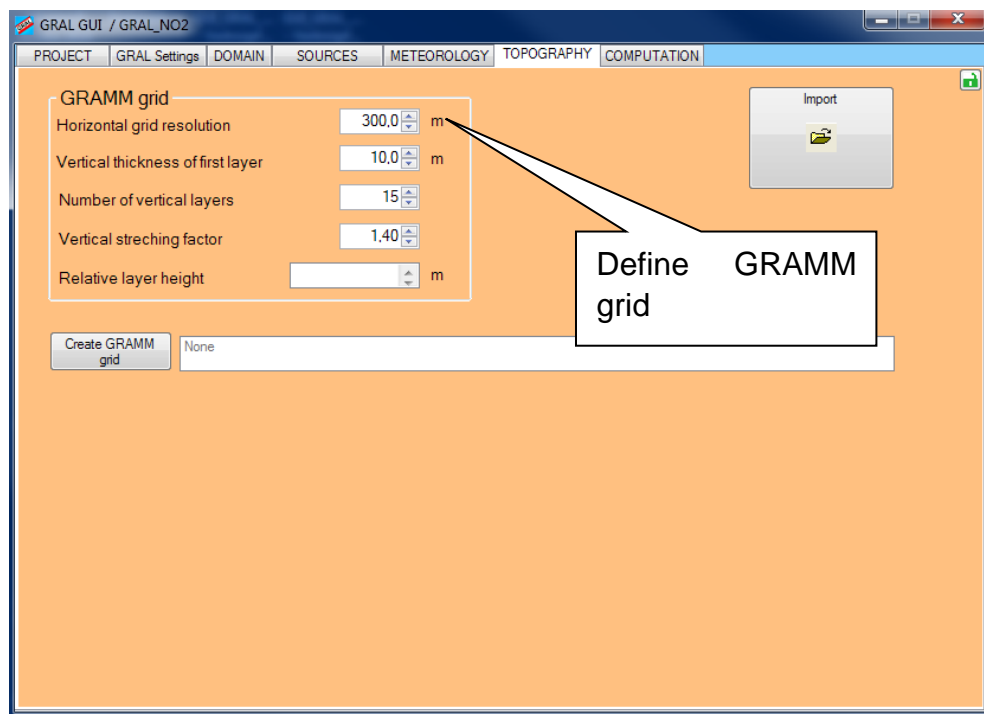 GRAL GUI / GRAL_NO2
PROJECT GRAL Settings DOMAIN SOURCES METEOROLOGY TOPOGRAPHY COMPUTATION
GRAMM grid
Horizontal grid resolution 300,0 m
Vertical thickness of first layer 10,0 m
Number of vertical layers 15
Vertical streching factor 1,40
Relative layer height m
Import
Define GRAMM
grid
Create GRAMM
grid
None